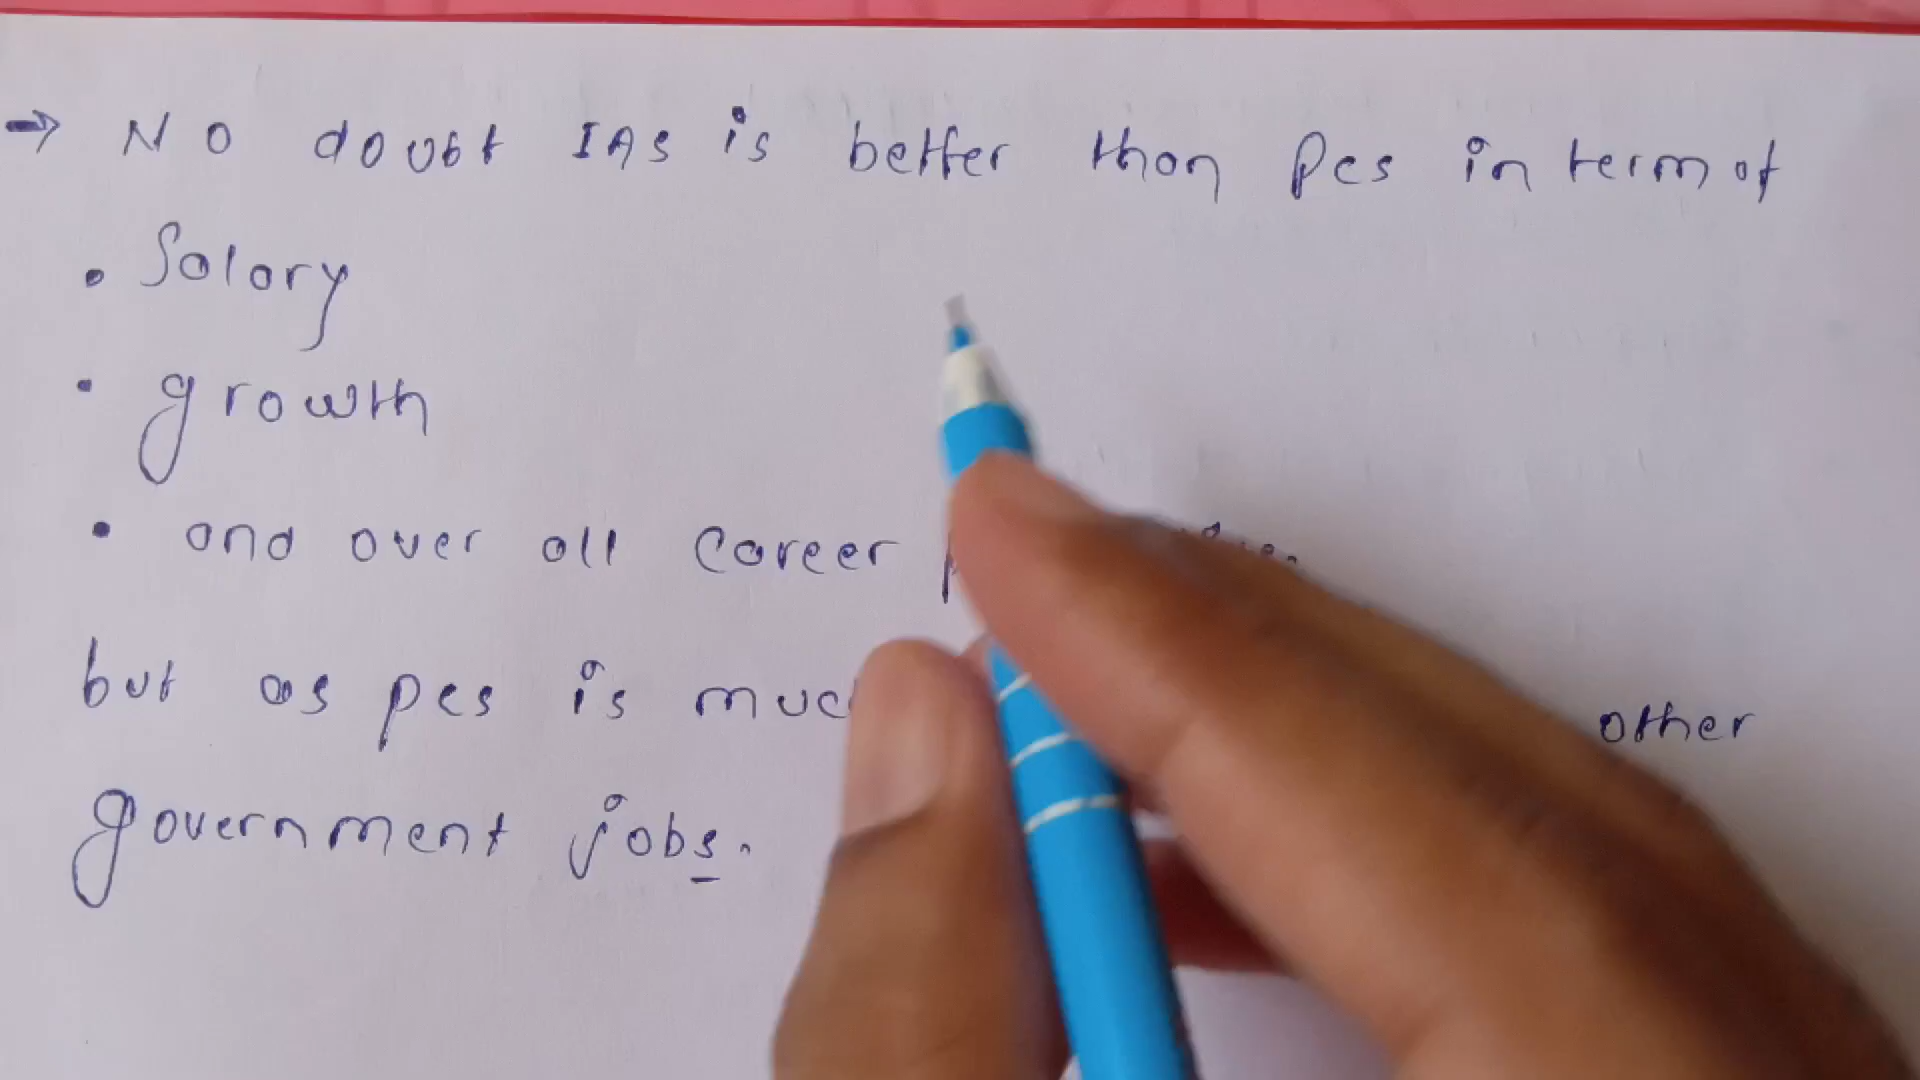 → No doubt IAS is better than Pcs in term of
• Salary
• growth
• and over all career
but as pcs is much other
government jobs.